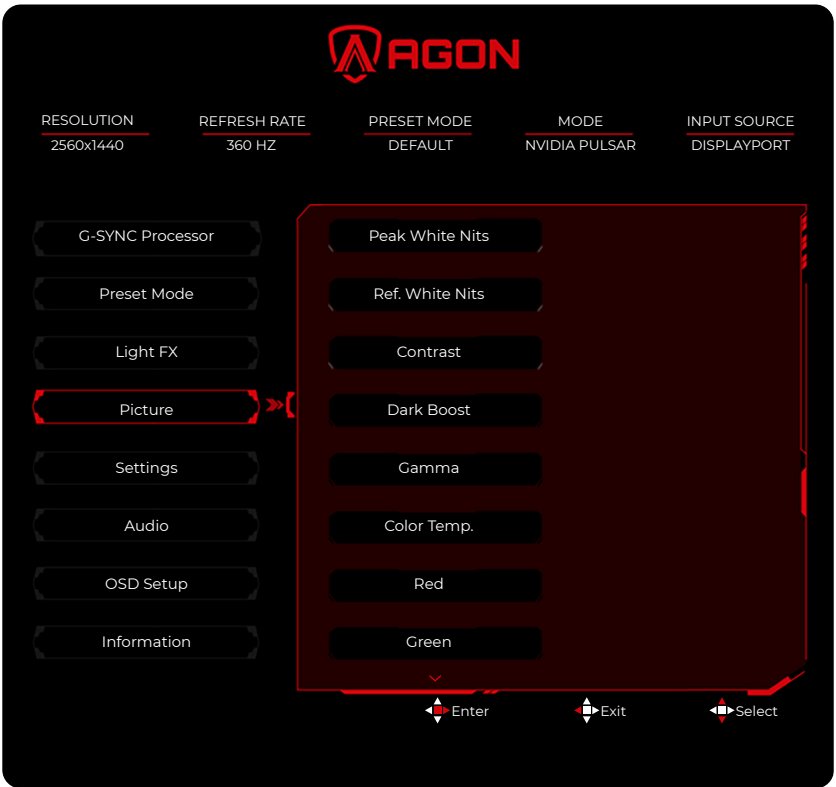 AGON
RESOLUTION REFRESH RATE PRESET MODE MODE INPUT SOURCE
2560x1440 360 HZ DEFAULT NVIDIA PULSAR DISPLAYPORT
G-SYNC Processor Peak White Nits
Preset Mode Ref. White Nits
Light FX Contrast
Picture Dark Boost
Settings Gamma
Audio Color Temp.
OSD Setup Red
Information Green
Enter Exit Select